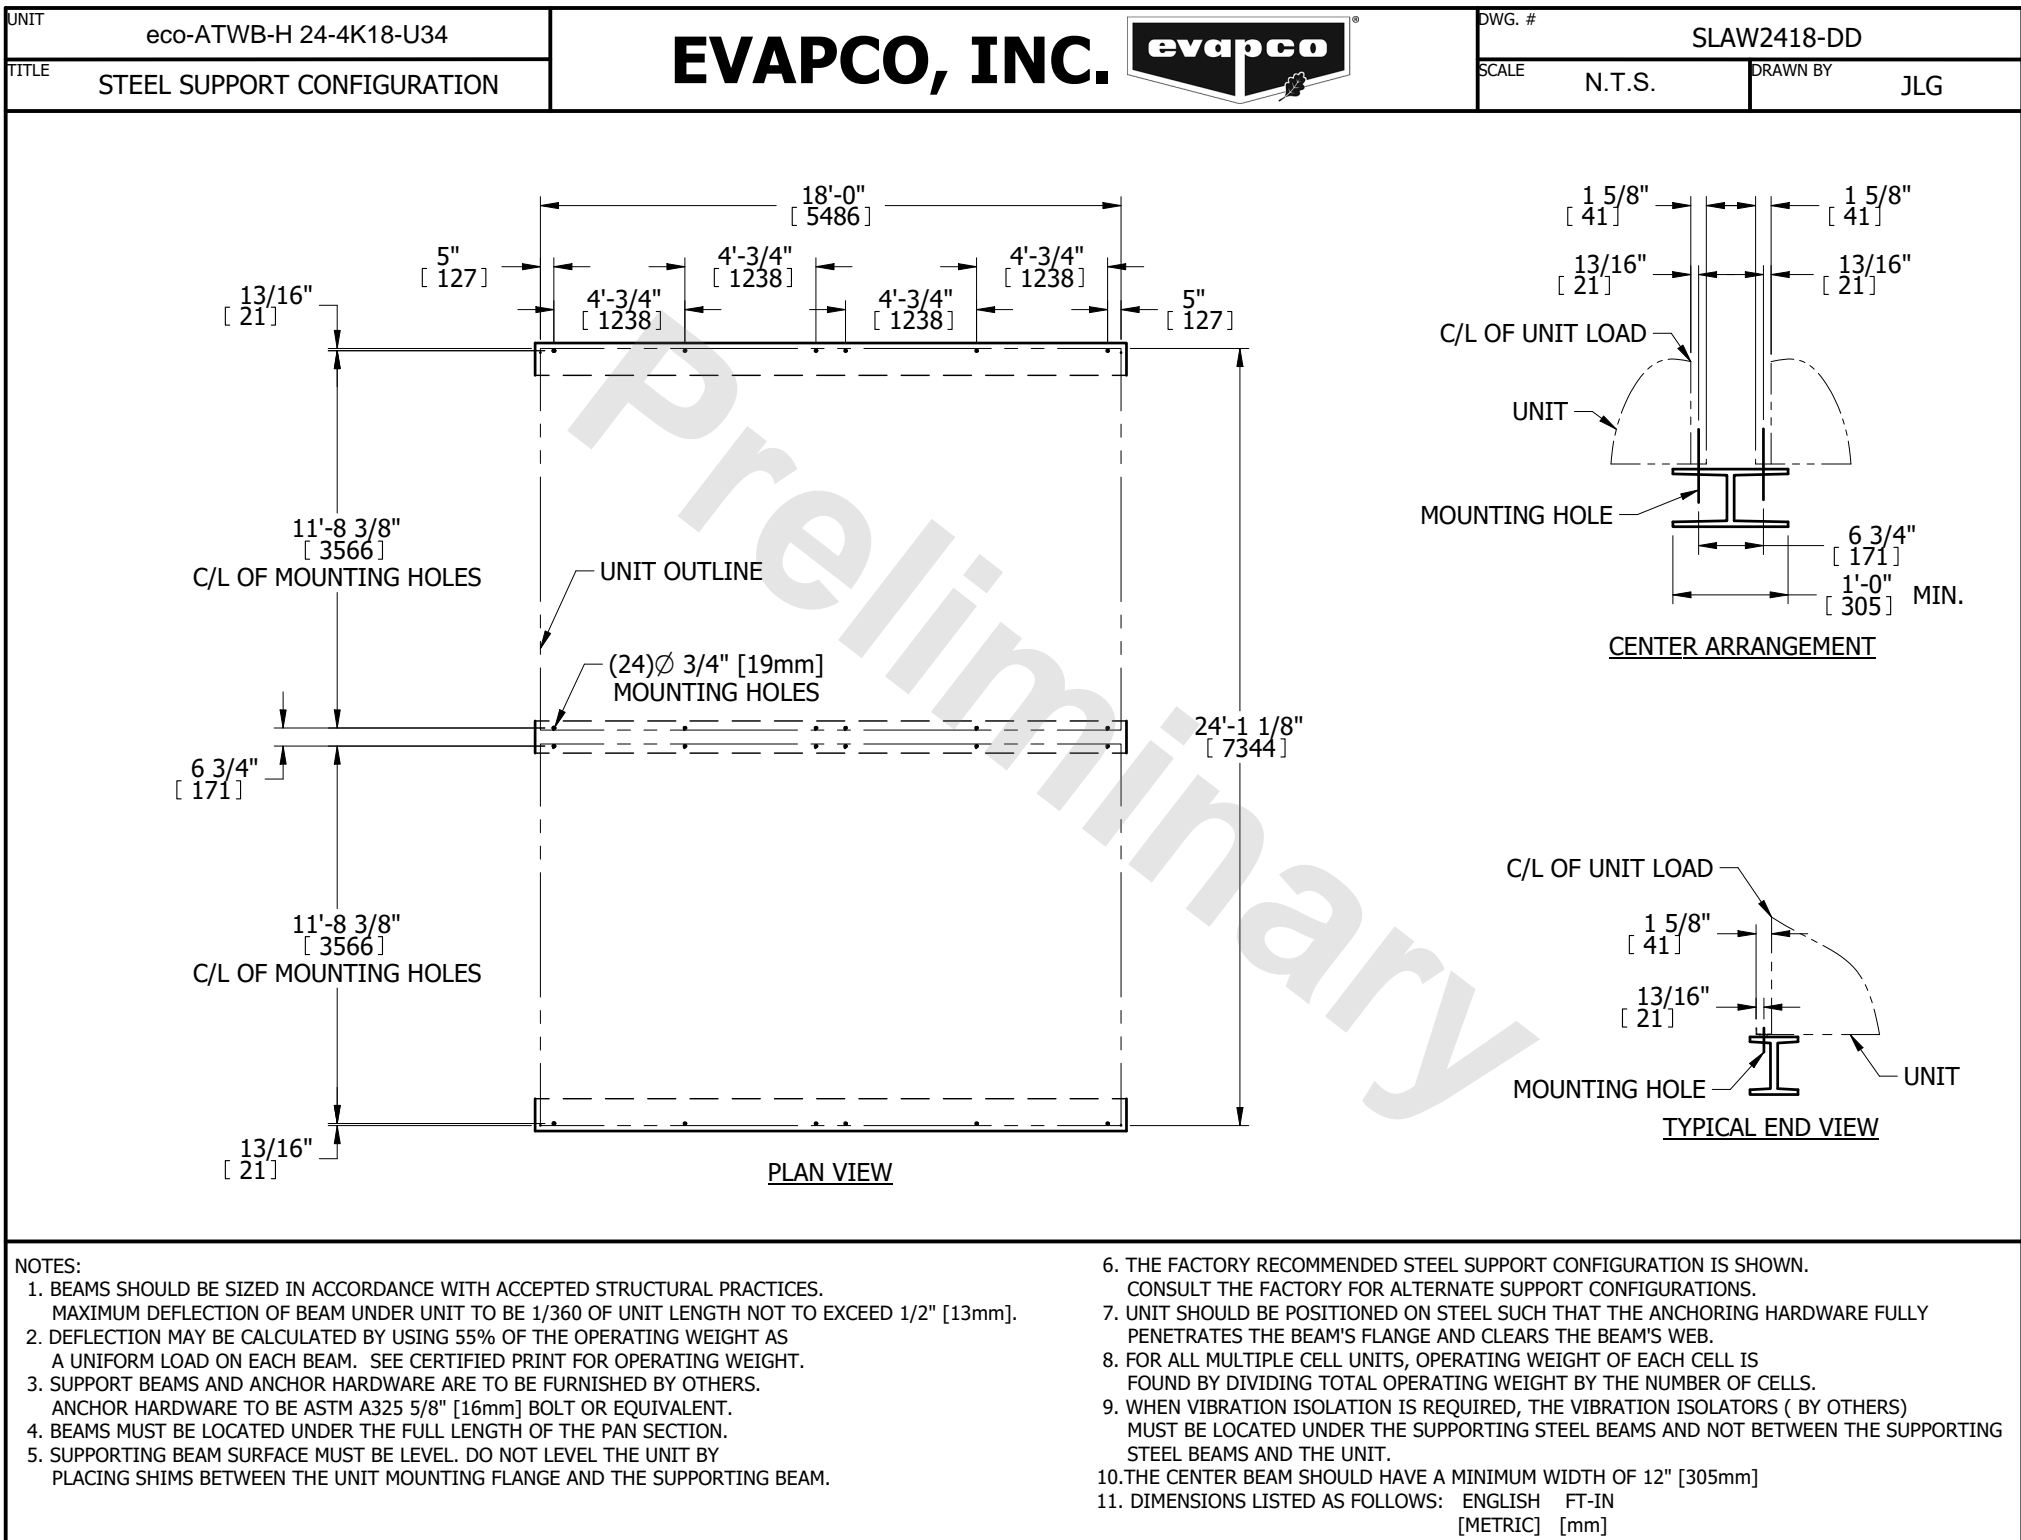 UNIT
eco-ATWB-H 24-4K18-U34
TITLE
STEEL SUPPORT CONFIGURATION
EVAPCO, INC.
evapco
®
DWG. #
SLAW2418-DD
SCALE
N.T.S.
DRAWN BY
JLG
18'-0"
[ 5486 ]
5"
[ 127 ]
4'-3/4"
[ 1238 ]
4'-3/4"
[ 1238 ]
13/16"
[ 21 ]
4'-3/4"
[ 1238 ]
4'-3/4"
[ 1238 ]
5"
[ 127 ]
11'-8 3/8"
[ 3566 ]
C/L OF MOUNTING HOLES
UNIT OUTLINE
(24)∅ 3/4" [19mm]
MOUNTING HOLES
6 3/4"
[ 171 ]
24'-1 1/8"
[ 7344 ]
11'-8 3/8"
[ 3566 ]
C/L OF MOUNTING HOLES
13/16"
[ 21 ]
PLAN VIEW
Preliminary
1 5/8"
[ 41 ]
1 5/8"
[ 41 ]
13/16"
[ 21 ]
13/16"
[ 21 ]
C/L OF UNIT LOAD
UNIT
MOUNTING HOLE
6 3/4"
[ 171 ]
1'-0"
[ 305 ] MIN.
CENTER ARRANGEMENT
C/L OF UNIT LOAD
1 5/8"
[ 41 ]
13/16"
[ 21 ]
MOUNTING HOLE
UNIT
TYPICAL END VIEW
NOTES:
1. BEAMS SHOULD BE SIZED IN ACCORDANCE WITH ACCEPTED STRUCTURAL PRACTICES.
MAXIMUM DEFLECTION OF BEAM UNDER UNIT TO BE 1/360 OF UNIT LENGTH NOT TO EXCEED 1/2" [13mm].
2. DEFLECTION MAY BE CALCULATED BY USING 55% OF THE OPERATING WEIGHT AS
A UNIFORM LOAD ON EACH BEAM. SEE CERTIFIED PRINT FOR OPERATING WEIGHT.
3. SUPPORT BEAMS AND ANCHOR HARDWARE ARE TO BE FURNISHED BY OTHERS.
ANCHOR HARDWARE TO BE ASTM A325 5/8" [16mm] BOLT OR EQUIVALENT.
4. BEAMS MUST BE LOCATED UNDER THE FULL LENGTH OF THE PAN SECTION.
5. SUPPORTING BEAM SURFACE MUST BE LEVEL. DO NOT LEVEL THE UNIT BY
PLACING SHIMS BETWEEN THE UNIT MOUNTING FLANGE AND THE SUPPORTING BEAM.
6. THE FACTORY RECOMMENDED STEEL SUPPORT CONFIGURATION IS SHOWN.
CONSULT THE FACTORY FOR ALTERNATE SUPPORT CONFIGURATIONS.
7. UNIT SHOULD BE POSITIONED ON STEEL SUCH THAT THE ANCHORING HARDWARE FULLY
PENETRATES THE BEAM'S FLANGE AND CLEARS THE BEAM'S WEB.
8. FOR ALL MULTIPLE CELL UNITS, OPERATING WEIGHT OF EACH CELL IS
FOUND BY DIVIDING TOTAL OPERATING WEIGHT BY THE NUMBER OF CELLS.
9. WHEN VIBRATION ISOLATION IS REQUIRED, THE VIBRATION ISOLATORS ( BY OTHERS)
MUST BE LOCATED UNDER THE SUPPORTING STEEL BEAMS AND NOT BETWEEN THE SUPPORTING
STEEL BEAMS AND THE UNIT.
10.THE CENTER BEAM SHOULD HAVE A MINIMUM WIDTH OF 12" [305mm]
11. DIMENSIONS LISTED AS FOLLOWS: ENGLISH FT-IN
[METRIC] [mm]